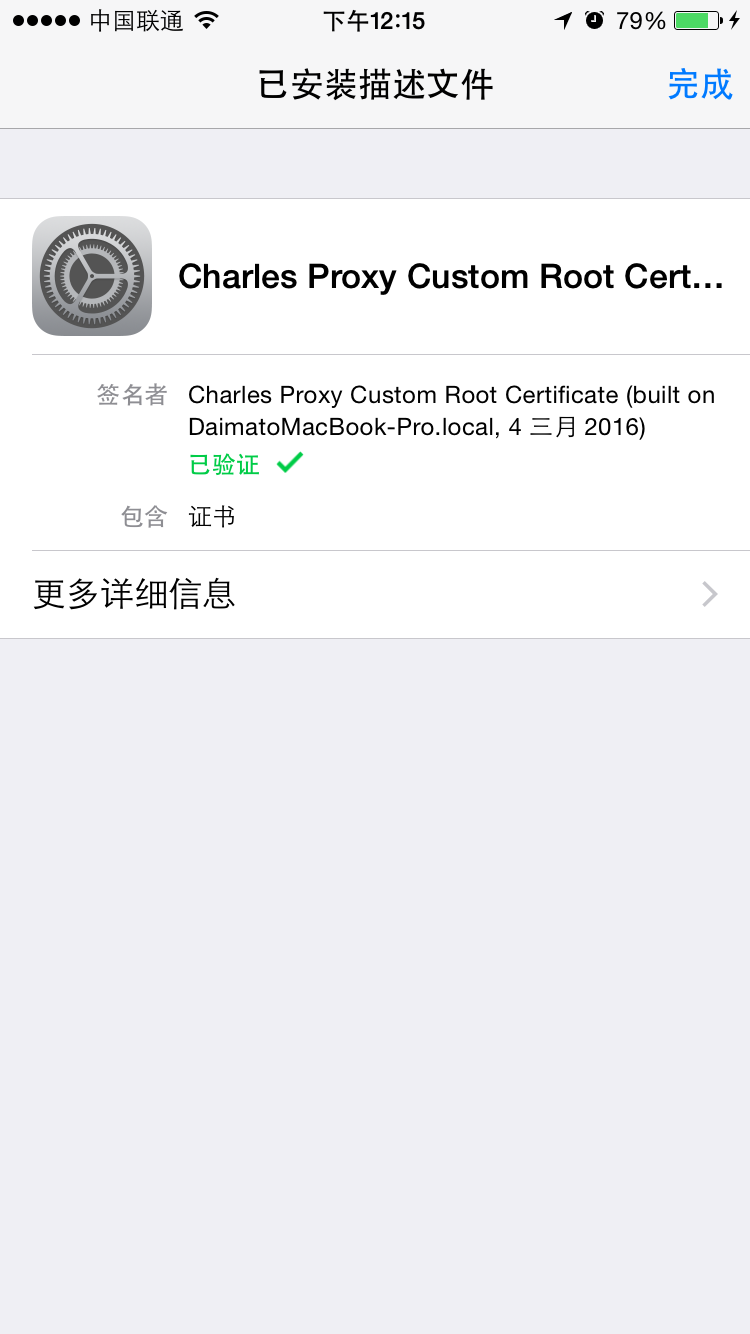 中国联通 下午12:15 79%
已安装描述文件 完成
Charles Proxy Custom Root Cert...
签名者 Charles Proxy Custom Root Certificate (built on
DaimatoMacBook-Pro.local, 4 三月 2016)
已验证
包含 证书
更多详细信息